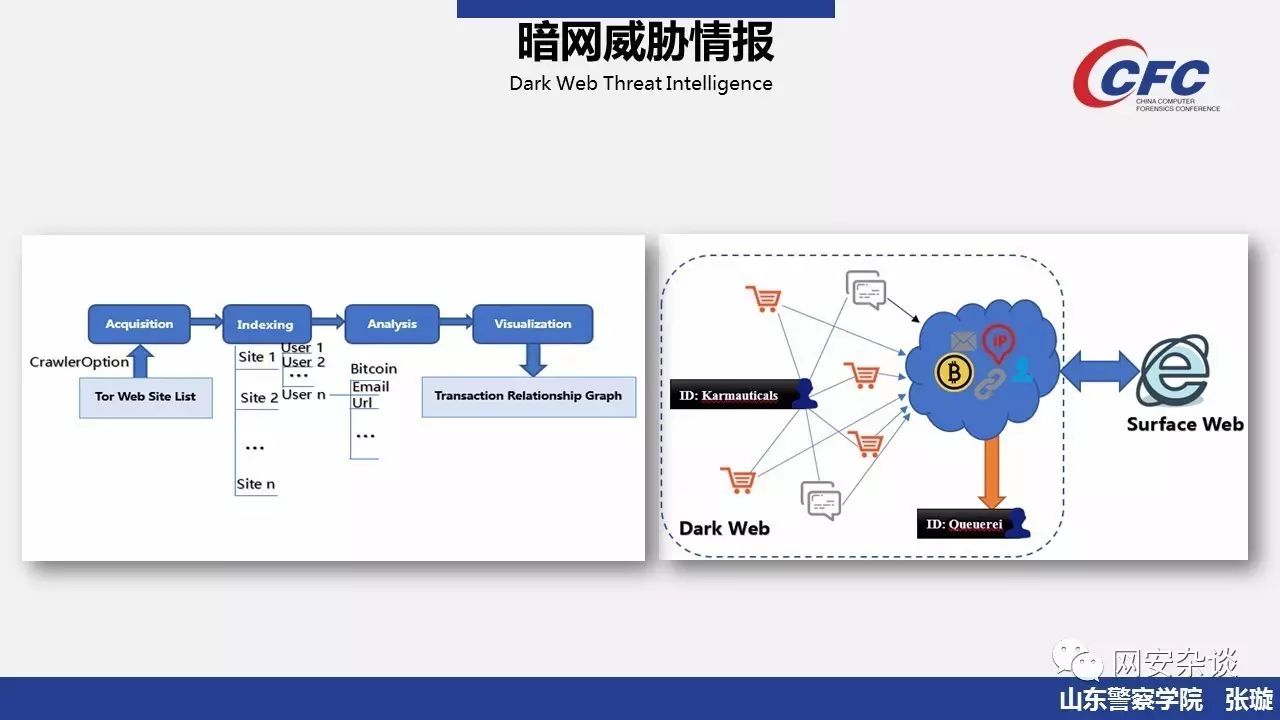 暗网威胁情报
Dark Web Threat Intelligence
CFC
CHINA COMPUTER
FORENSICS CONFERENCE
Acquisition
Indexing
Analysis
Visualization
CrawlerOption
Tor Web Site List
Site 1
User 1
User 2
...
User n
Site 2
...
Site n
Bitcoin
Email
Url
...
Transaction Relationship Graph
ID: Karmauticals
IP
Surface Web
Dark Web
ID: Queuerei
网安杂谈
山东警察学院 张璇